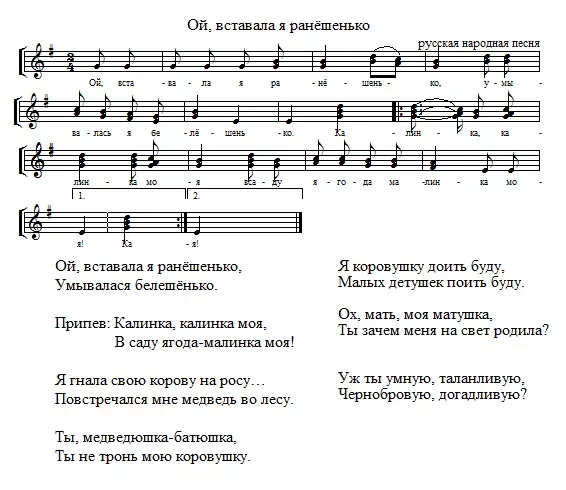 Ой, вставала я ранёшенько
русская народная песня
2/4
Ой, вста - ва - ла я ра - нё - шень - ко, у - мы -
ва - лась я бе - лё - шень - ко. Ка - лин - ка, ка -
лин - ка мо - я в са - ду я - го - да ма - лин - ка мо -
1. 2.
я! Ка - я!
Ой, вставала я ранёшенько,
Умывалася белешёнько.
Припев: Калинка, калинка моя,
В саду ягода-малинка моя!
Я гнала свою корову на росу…
Повстречался мне медведь во лесу.
Ты, медведюшка-батюшка,
Ты не тронь мою коровушку.
Я коровушку доить буду,
Малых детушек поить буду.
Ох, мать, моя матушка,
Ты зачем меня на свет родила?
Уж ты умную, таланливую,
Чернобровую, догадливую?